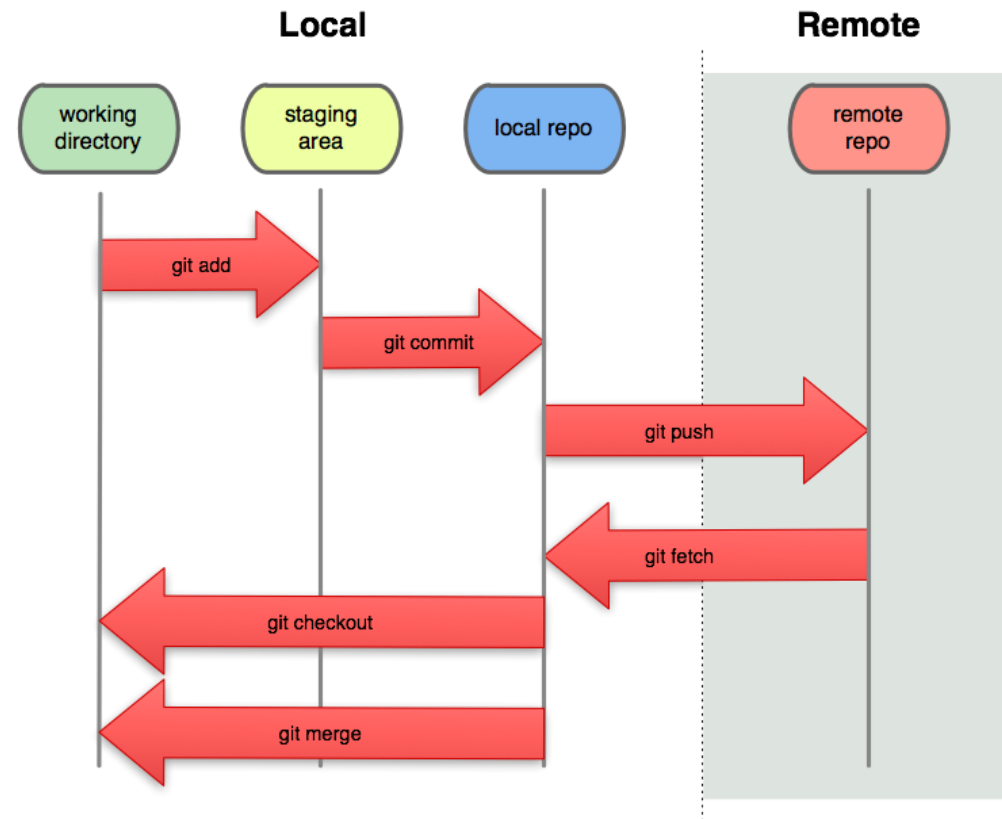 Local
Remote
working
directory
staging
area
local repo
remote
repo
git add
git commit
git push
git fetch
git checkout
git merge